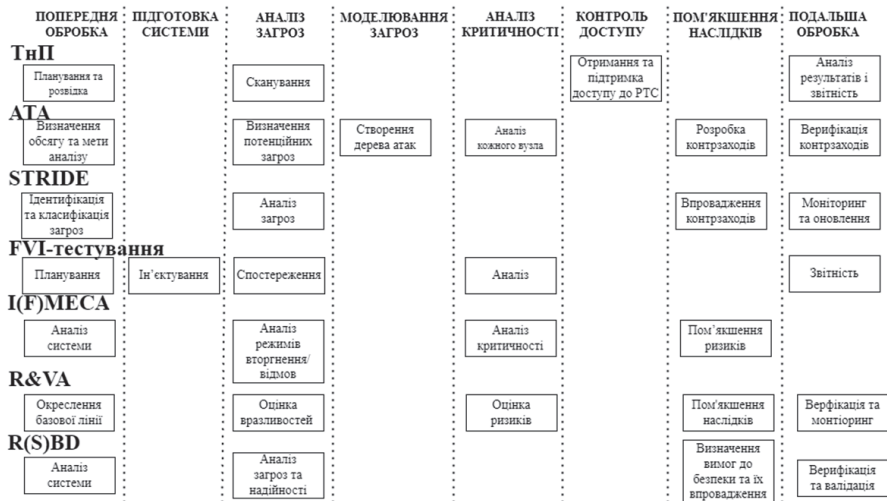 ПОПЕРЕДНЯ ОБРОБКА
ПІДГОТОВКА СИСТЕМИ
АНАЛІЗ ЗАГРОЗ
МОДЕЛЮВАННЯ ЗАГРОЗ
АНАЛІЗ КРИТИЧНОСТІ
КОНТРОЛЬ ДОСТУПУ
ПОМ'ЯКШЕННЯ НАСЛІДКІВ
ПОДАЛЬША ОБРОБКА
ТнП
Планування та
розвідка
Сканування
Отримання та
підтримка
доступу до РТС
Аналіз
результатів і
звітність
АТА
Визначення
обсягу та мети
аналізу
Визначення
потенційних
загроз
Створення
дерева атак
Аналіз
кожного вузла
Розробка
контрзаходів
Верифікація
контрзаходів
STRIDE
Ідентифікація
та класифікація
загроз
Аналіз
загроз
Впровадження
контрзаходів
Моніторинг
та оновлення
FVI-тестування
Планування
Ін’єктування
Спостереження
Аналіз
Звітність
I(F)MECA
Аналіз
системи
Аналіз
режимів
вторгнення/
відмов
Аналіз
критичності
Пом’якшення
ризиків
R&VA
Окреслення
базової лінії
Оцінка
вразливостей
Оцінка
ризиків
Пом'якшення
наслідків
Верфікація та
монтіоринг
R(S)BD
Аналіз
системи
Аналіз
загроз та
надійності
Визначення
вимог до
безпеки та їх
впровадження
Верифікація
та валідація